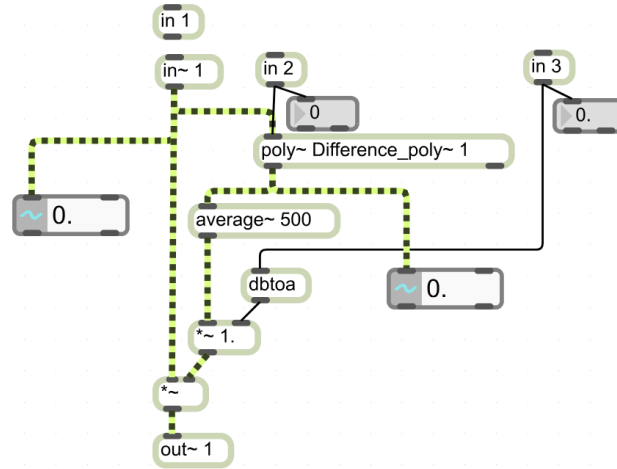 in 1
in~ 1
in 2
in 3
0
0.
poly~ Difference_poly~ 1
0.
average~ 500
dbtoa
0.
*~ 1.
*~
out~ 1